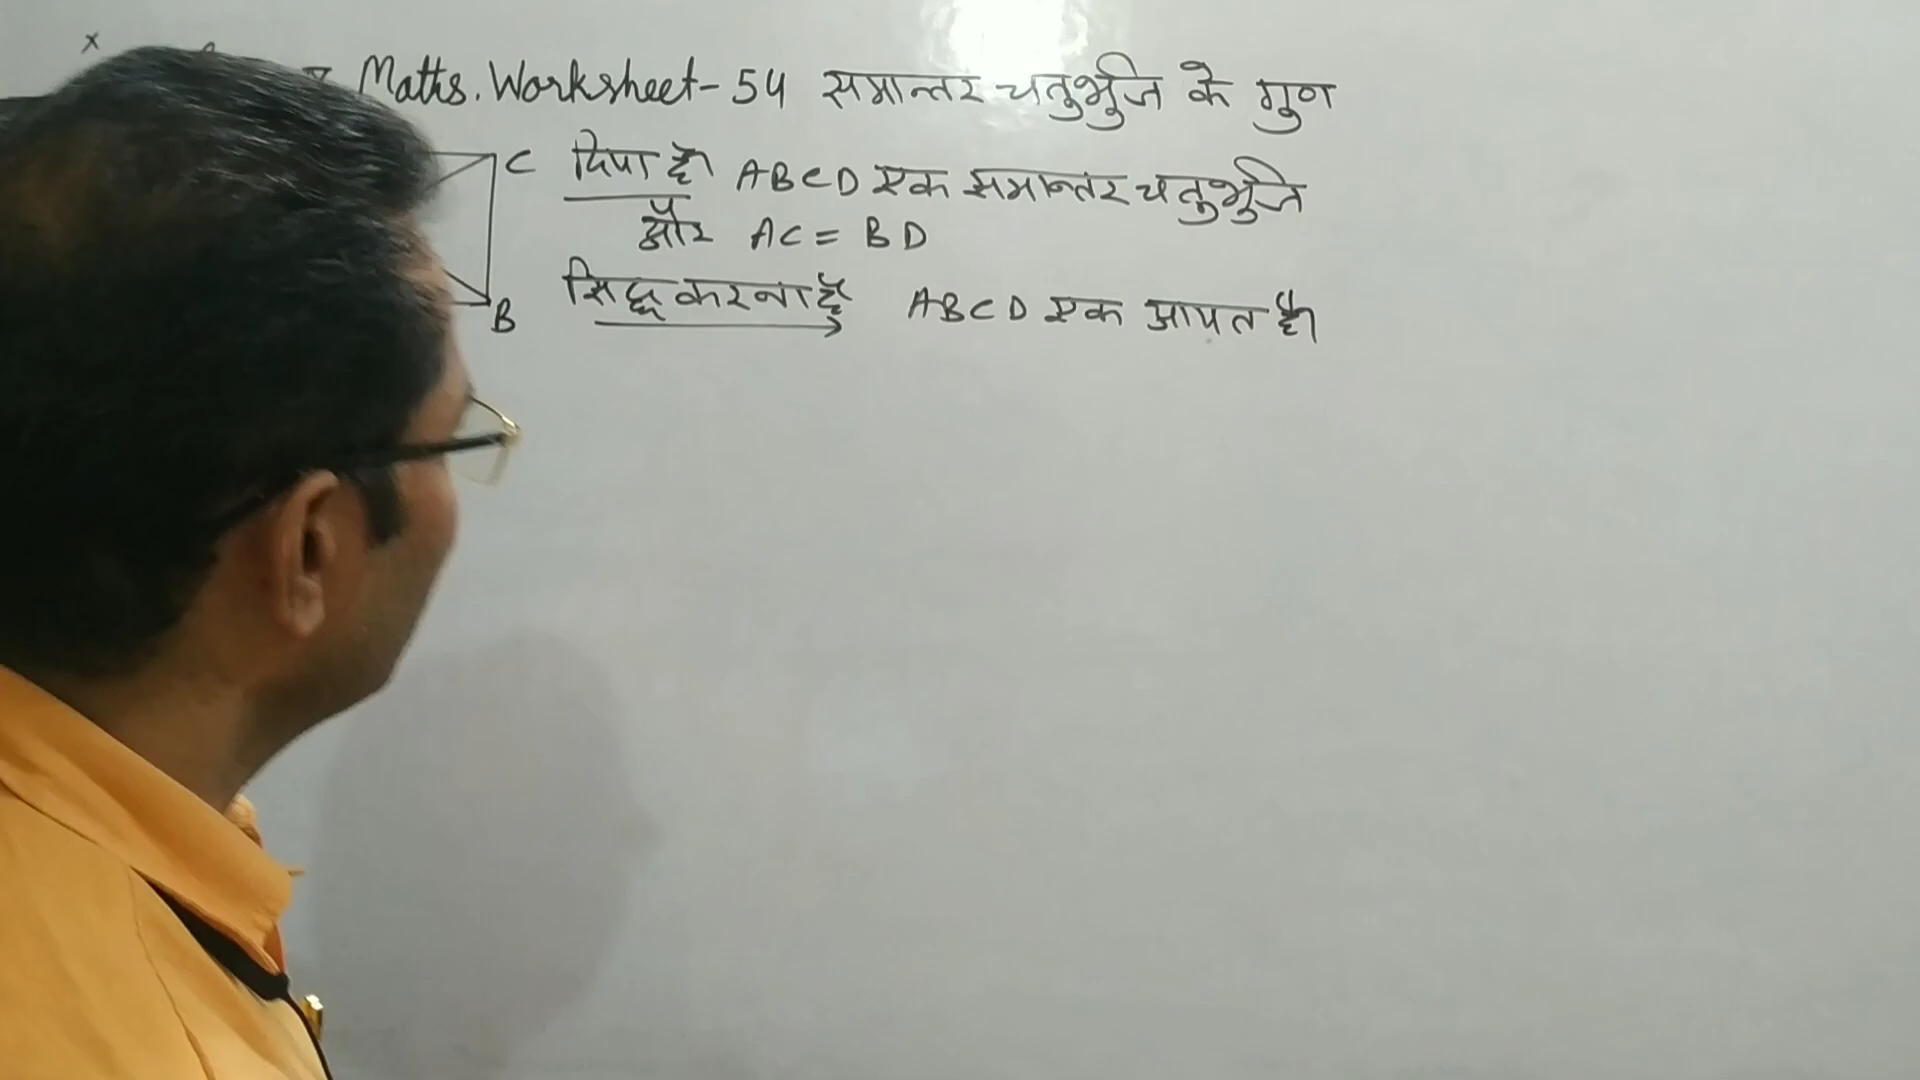 x
Maths. Worksheet-54 समान्तर चतुर्भुज के गुण
C दिया है। ABCD एक समान्तर चतुर्भुज
और AC = BD
सिद्ध करना है ABCD एक आयत है।
B